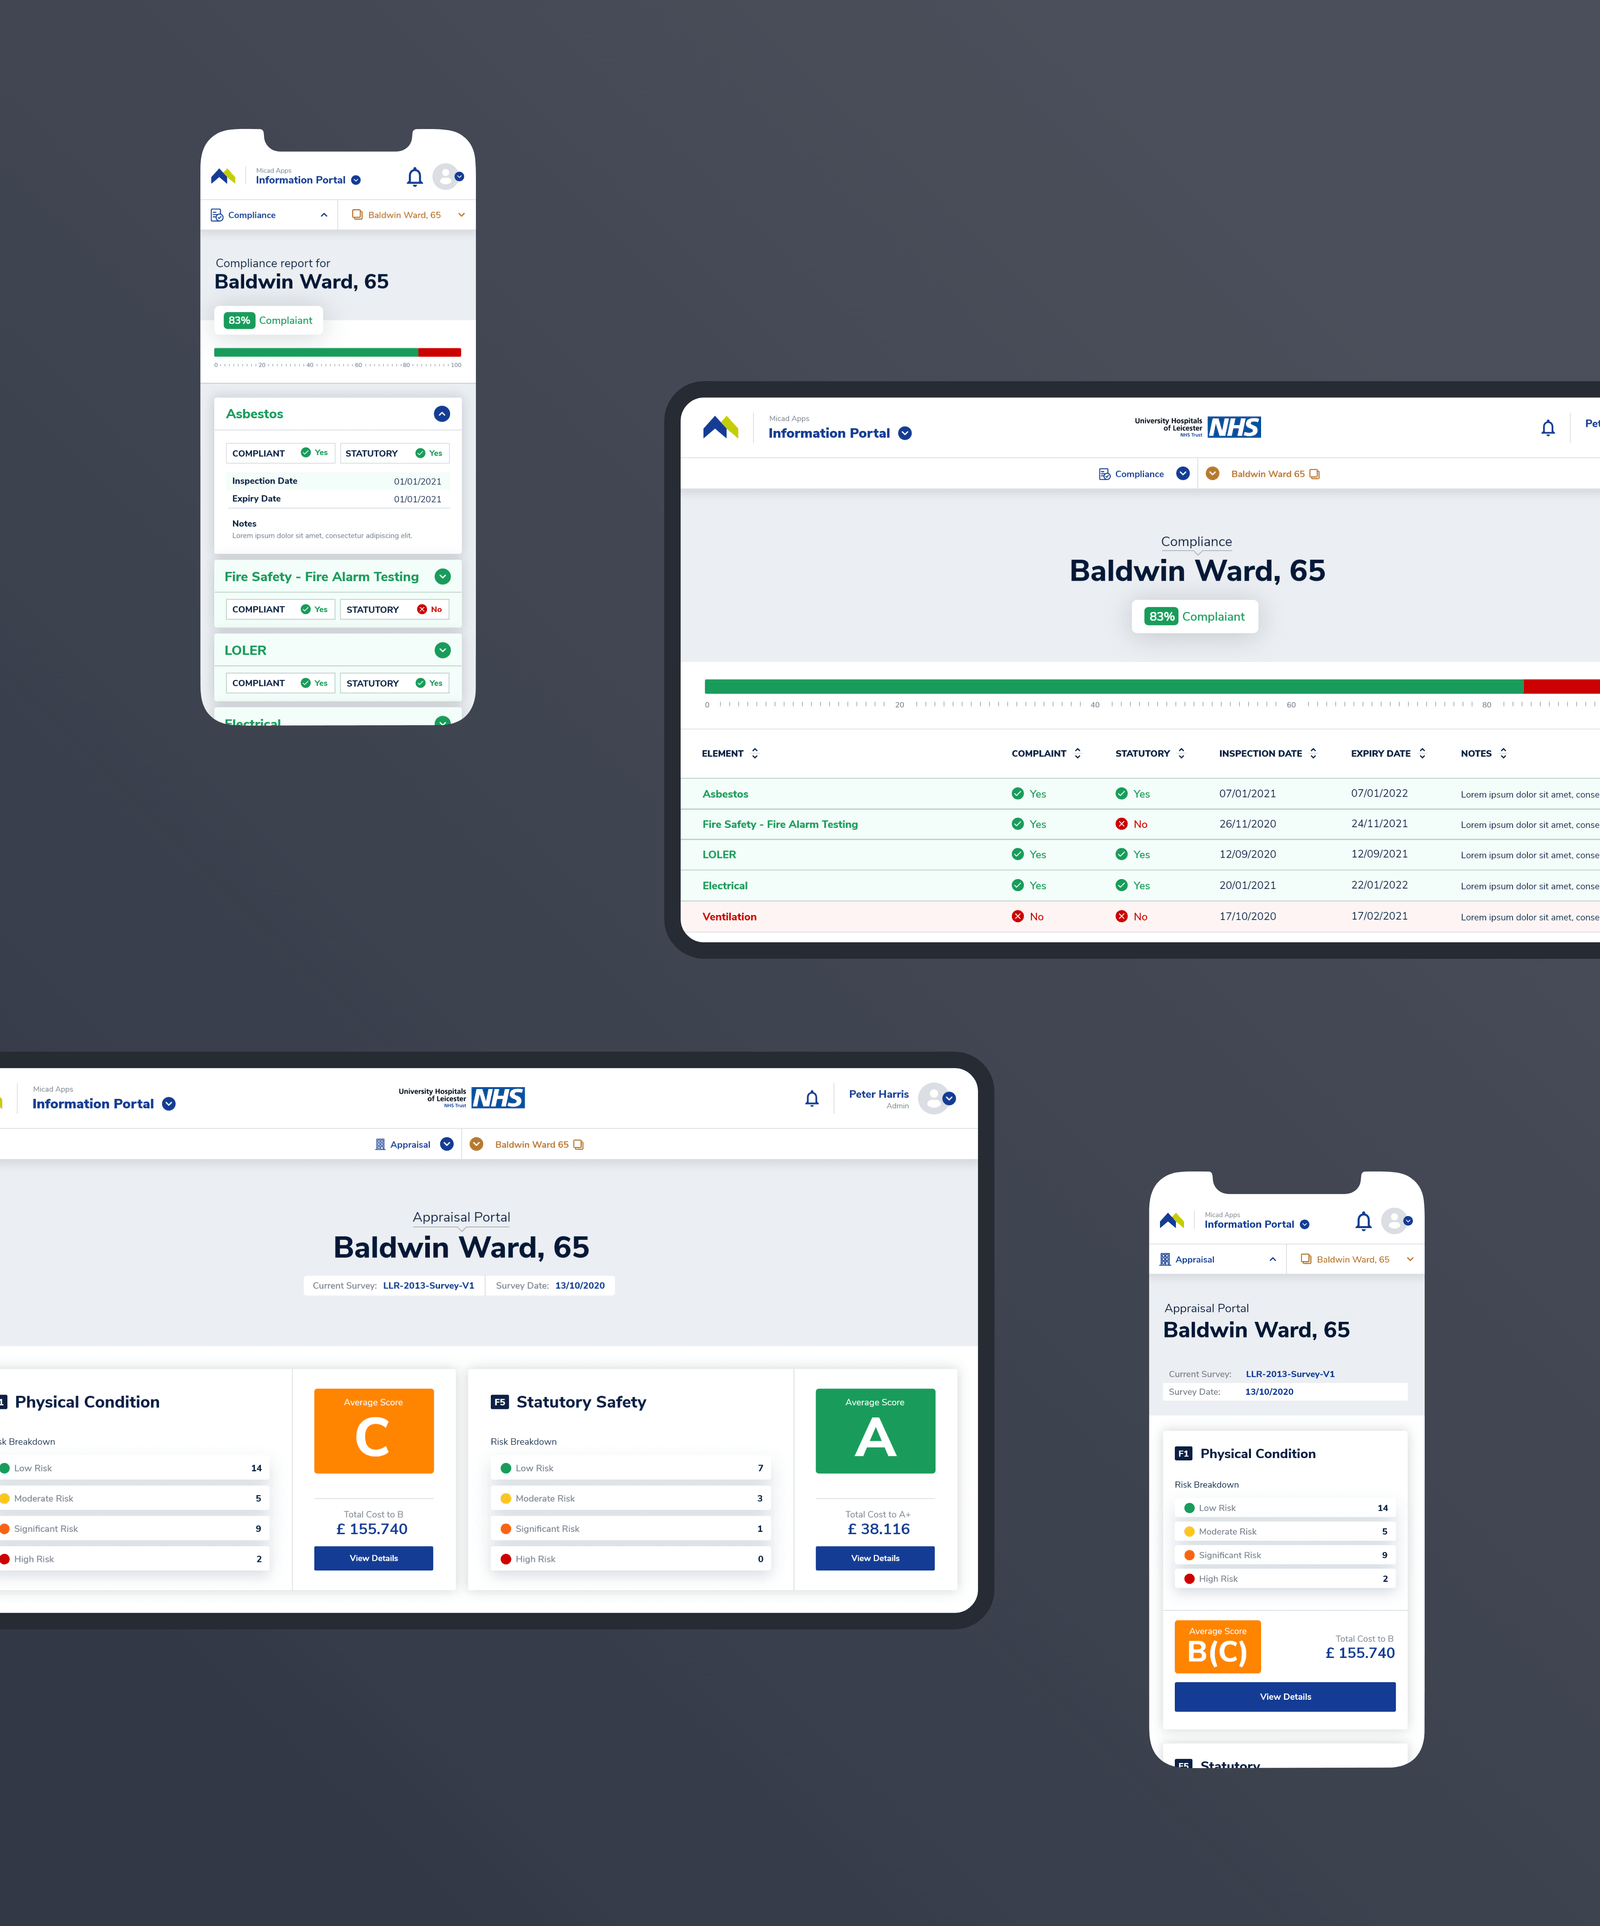 Micad Apps
Information Portal
Compliance
Baldwin Ward, 65
Compliance report for
Baldwin Ward, 65
83% Complaiant
0 20 40 60 80 100
Asbestos
COMPLIANT Yes STATUTORY Yes
Inspection Date 01/01/2021
Expiry Date 01/01/2021
Notes
Lorem ipsum dolor sit amet, consectetur adipiscing elit.
Fire Safety - Fire Alarm Testing
COMPLIANT Yes STATUTORY No
LOLER
COMPLIANT Yes STATUTORY Yes
Electrical
Micad Apps
Information Portal
University Hospitals
of Leicester
NHS Trust
NHS
Pet
Compliance
Baldwin Ward 65
Compliance
Baldwin Ward, 65
83% Complaiant
0 20 40 60 80
ELEMENT COMPLAINT STATUTORY INSPECTION DATE EXPIRY DATE NOTES
Asbestos Yes Yes 07/01/2021 07/01/2022 Lorem ipsum dolor sit amet, conse
Fire Safety - Fire Alarm Testing Yes No 26/11/2020 24/11/2021 Lorem ipsum dolor sit amet, conse
LOLER Yes Yes 12/09/2020 12/09/2021 Lorem ipsum dolor sit amet, conse
Electrical Yes Yes 20/01/2021 22/01/2022 Lorem ipsum dolor sit amet, conse
Ventilation No No 17/10/2020 17/02/2021 Lorem ipsum dolor sit amet, conse
Micad Apps
Information Portal
University Hospitals
of Leicester
NHS Trust
NHS
Peter Harris
Admin
Appraisal
Baldwin Ward 65
Appraisal Portal
Baldwin Ward, 65
Current Survey: LLR-2013-Survey-V1 Survey Date: 13/10/2020
1 Physical Condition
sk Breakdown
Low Risk 14
Moderate Risk 5
Significant Risk 9
High Risk 2
Average Score
C
Total Cost to B
£ 155.740
View Details
F5 Statutory Safety
Risk Breakdown
Low Risk 7
Moderate Risk 3
Significant Risk 1
High Risk 0
Average Score
A
Total Cost to A+
£ 38.116
View Details
Micad Apps
Information Portal
Appraisal
Baldwin Ward, 65
Appraisal Portal
Baldwin Ward, 65
Current Survey: LLR-2013-Survey-V1
Survey Date: 13/10/2020
F1 Physical Condition
Risk Breakdown
Low Risk 14
Moderate Risk 5
Significant Risk 9
High Risk 2
Average Score
B(C)
Total Cost to B
£ 155.740
View Details
F5 Statutory